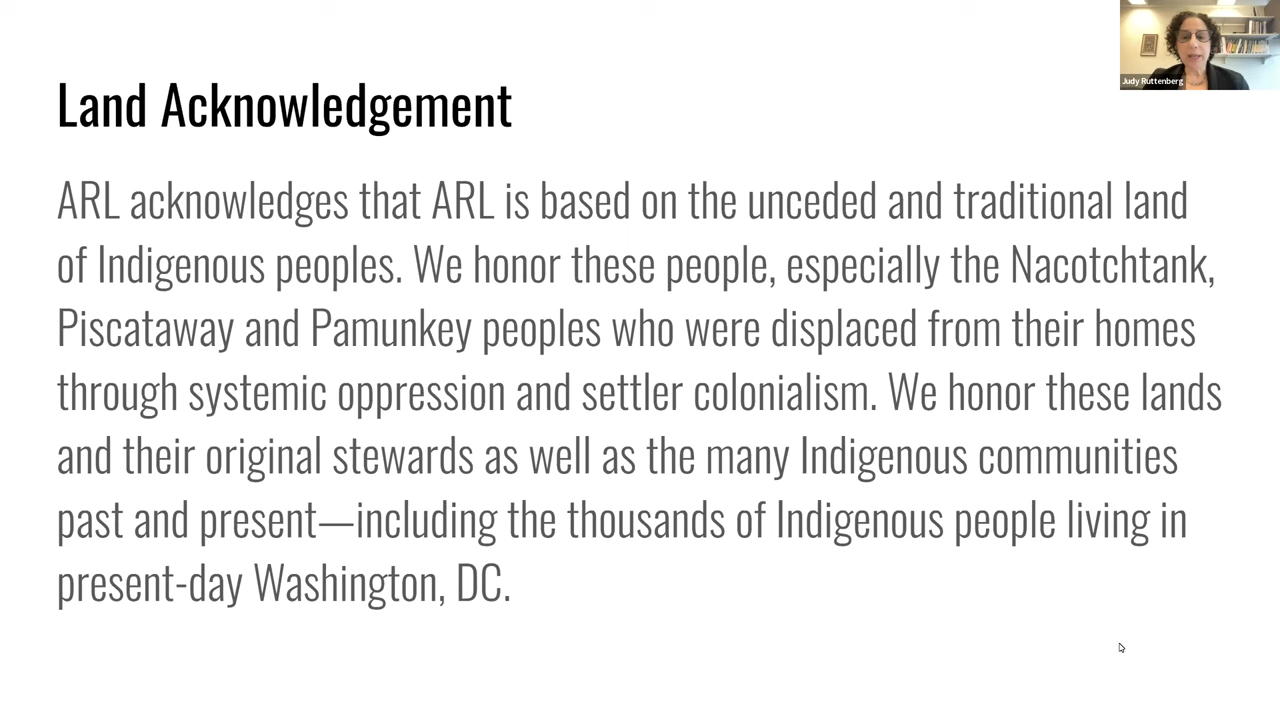 Land Acknowledgement
ARL acknowledges that ARL is based on the unceded and traditional land
of Indigenous peoples. We honor these people, especially the Nacotchtank,
Piscataway and Pamunkey peoples who were displaced from their homes
through systemic oppression and settler colonialism. We honor these lands
and their original stewards as well as the many Indigenous communities
past and present—including the thousands of Indigenous people living in
present-day Washington, DC.
Judy Ruttenberg